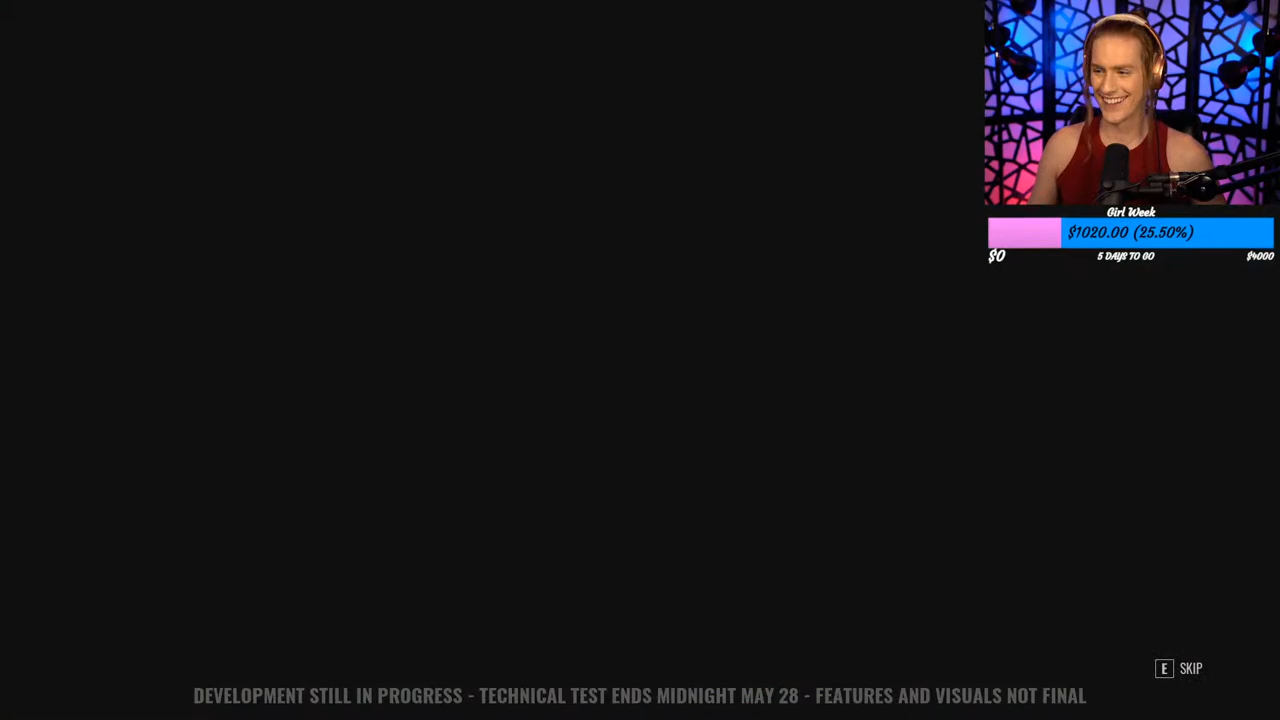 Girl Week
$1020.00 (25.50%)
$0 5 DAYS TO GO $4000
E SKIP
DEVELOPMENT STILL IN PROGRESS - TECHNICAL TEST ENDS MIDNIGHT MAY 28 - FEATURES AND VISUALS NOT FINAL